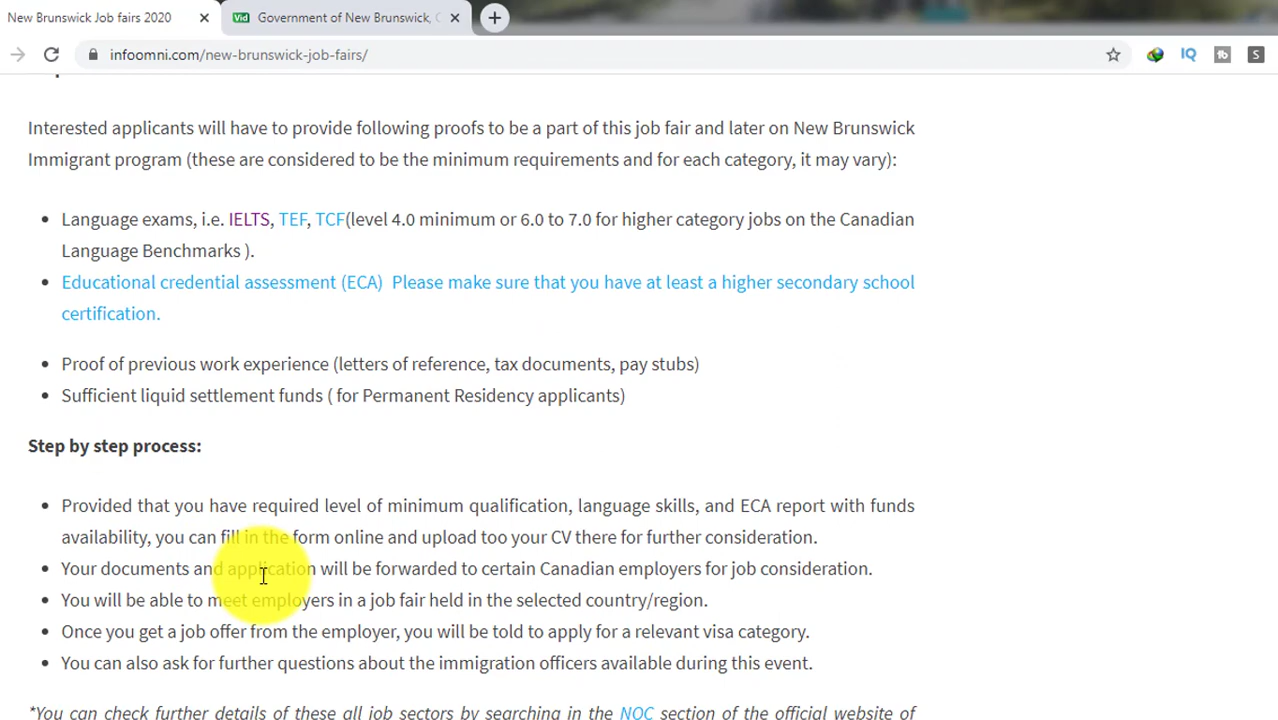 New Brunswick Job fairs 2020
Vid Government of New Brunswick,
infoomni.com/new-brunswick-job-fairs/
IQ
tb
S
Interested applicants will have to provide following proofs to be a part of this job fair and later on New Brunswick
Immigrant program (these are considered to be the minimum requirements and for each category, it may vary):
• Language exams, i.e. IELTS, TEF, TCF(level 4.0 minimum or 6.0 to 7.0 for higher category jobs on the Canadian
Language Benchmarks ).
• Educational credential assessment (ECA) Please make sure that you have at least a higher secondary school
certification.
• Proof of previous work experience (letters of reference, tax documents, pay stubs)
• Sufficient liquid settlement funds ( for Permanent Residency applicants)
Step by step process:
• Provided that you have required level of minimum qualification, language skills, and ECA report with funds
availability, you can fill in the form online and upload too your CV there for further consideration.
• Your documents and application will be forwarded to certain Canadian employers for job consideration.
• You will be able to meet employers in a job fair held in the selected country/region.
• Once you get a job offer from the employer, you will be told to apply for a relevant visa category.
• You can also ask for further questions about the immigration officers available during this event.
*You can check further details of these all job sectors by searching in the NOC section of the official website of